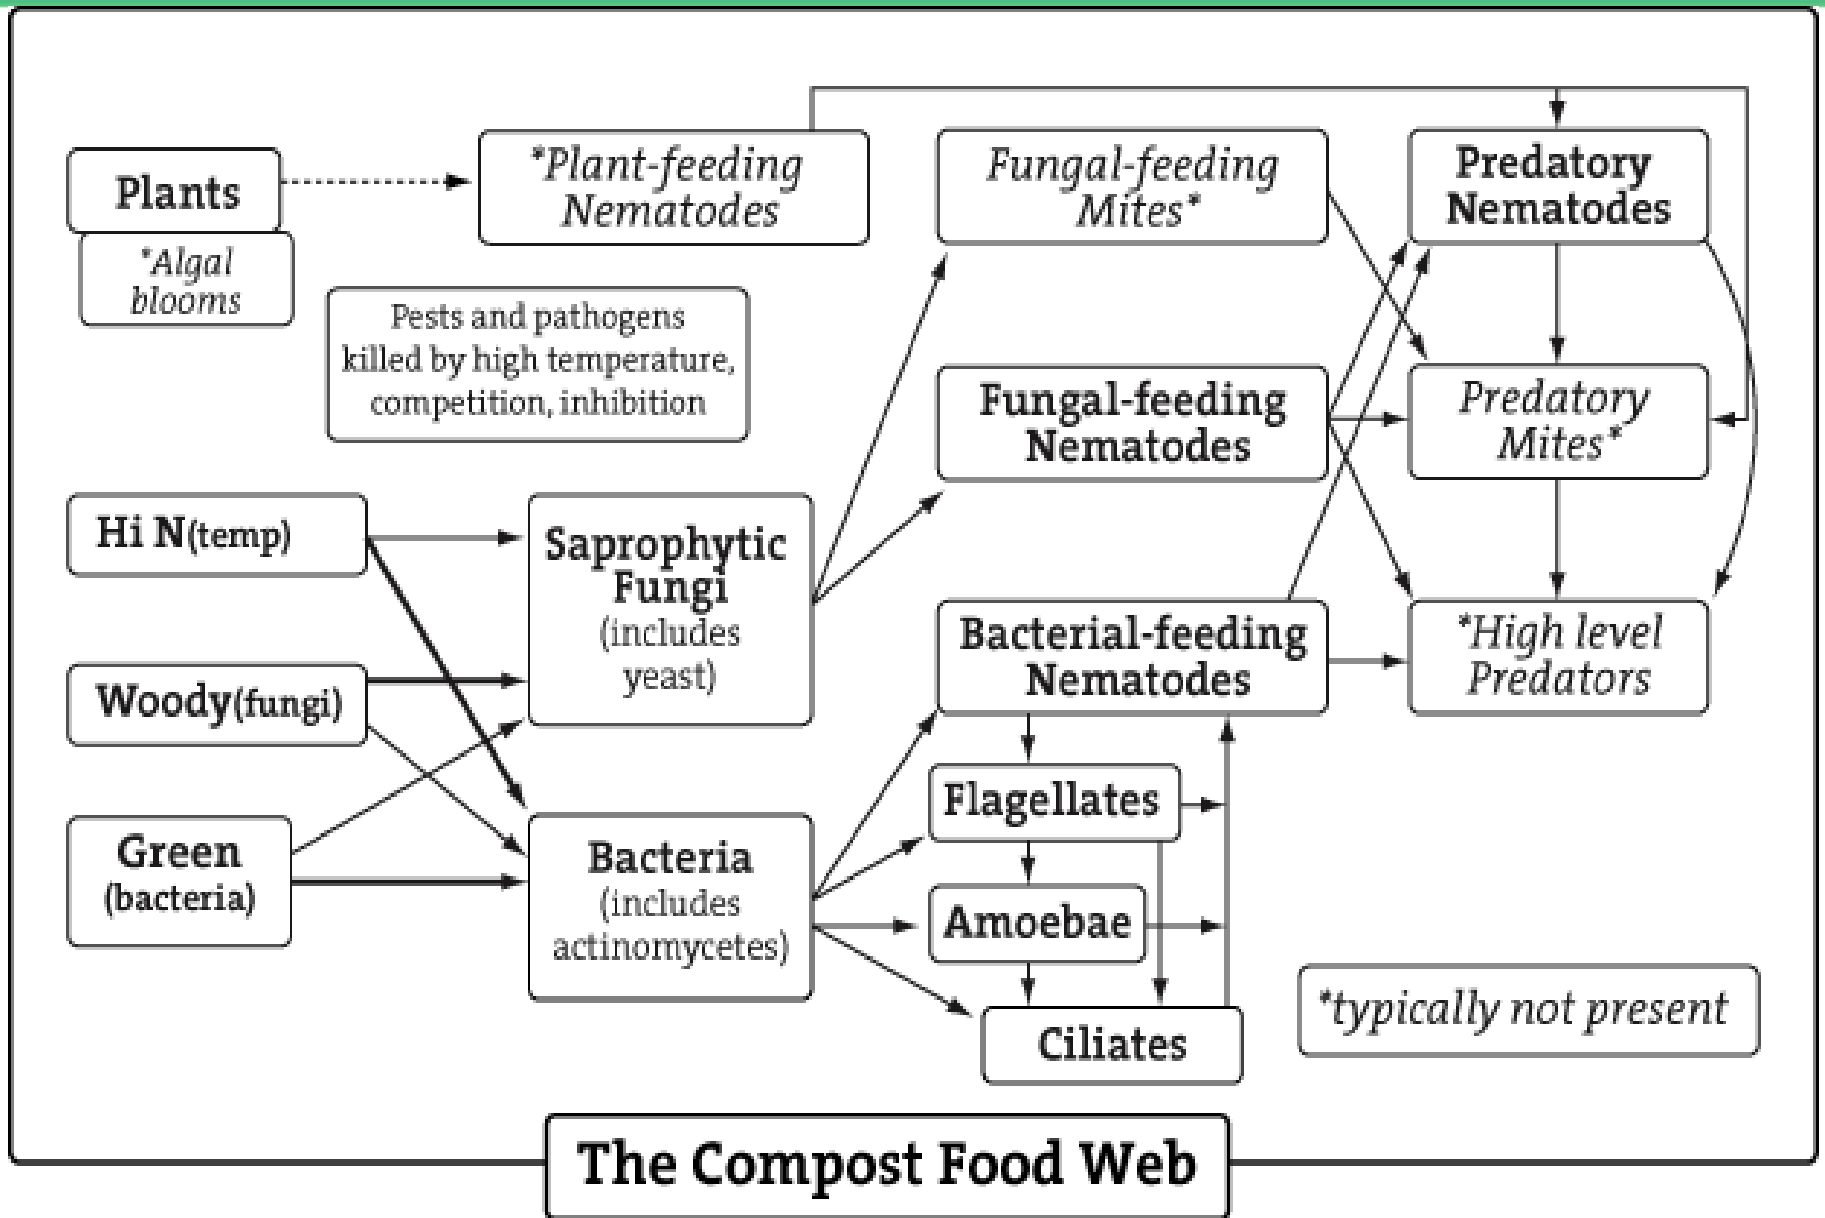 Plants
*Algal
blooms
*Plant-feeding
Nematodes
Fungal-feeding
Mites*
Predatory
Nematodes
Pests and pathogens
killed by high temperature,
competition, inhibition
Fungal-feeding
Nematodes
Predatory
Mites*
Hi N(temp)
Saprophytic
Fungi
(includes
yeast)
Woody(fungi)
Bacterial-feeding
Nematodes
*High level
Predators
Green
(bacteria)
Bacteria
(includes
actinomycetes)
Flagellates
Amoebae
Ciliates
*typically not present
The Compost Food Web